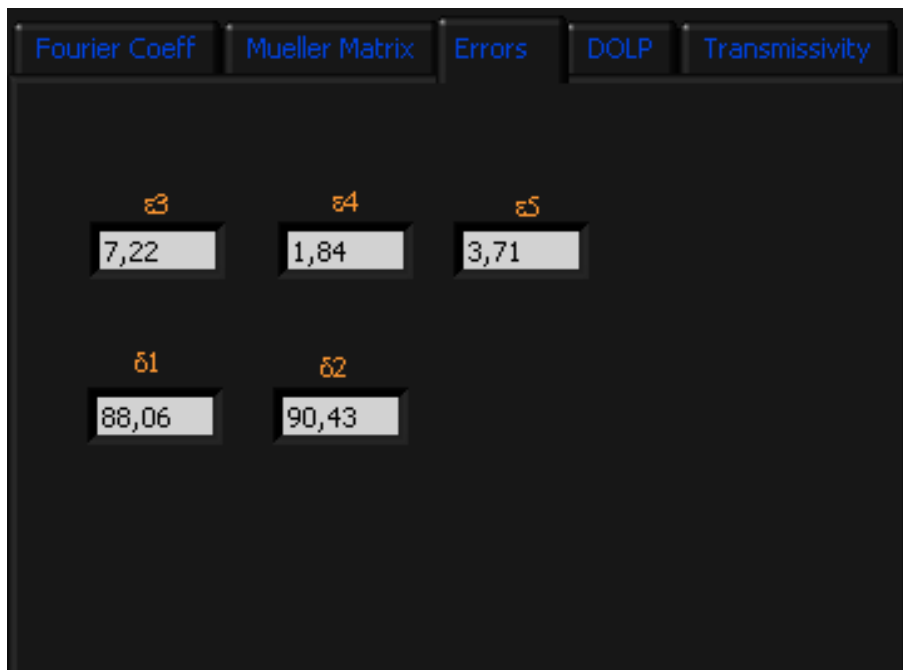 Fourier Coeff Mueller Matrix Errors DOLP Transmissivity
ε3 ε4 ε5
7,22 1,84 3,71
δ1 δ2
88,06 90,43